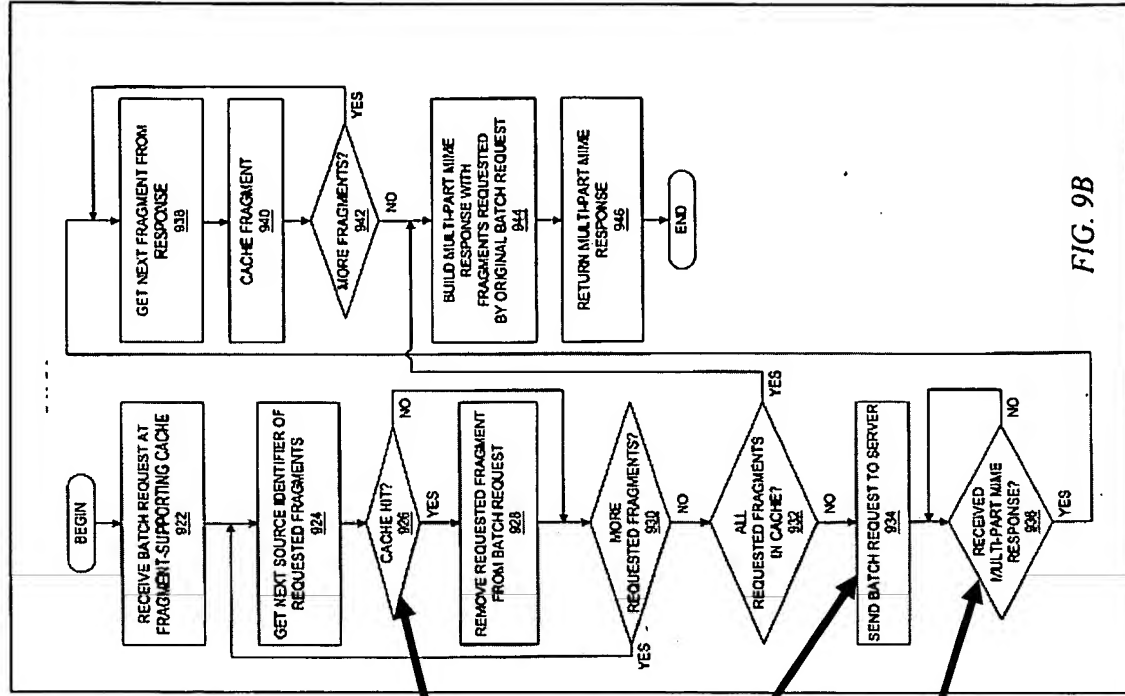 BEGIN
RECEIVE BATCH REQUEST AT
FRAGMENT-SUPPORTING CACHE
922
GET NEXT SOURCE IDENTIFIER OF
REQUESTED FRAGMENTS
924
CACHE HIT?
926
NO
YES
REMOVE REQUESTED FRAGMENT
FROM BATCH REQUEST
928
MORE
REQUESTED FRAGMENTS?
930
YES
NO
ALL
REQUESTED FRAGMENTS
IN CACHE?
932
YES
NO
SEND BATCH REQUEST TO SERVER
934
RECEIVED
MULTI-PART MIME
RESPONSE?
936
NO
YES
GET NEXT FRAGMENT FROM
RESPONSE
938
CACHE FRAGMENT
940
MORE FRAGMENTS?
942
YES
NO
BUILD MULTI-PART MIME
RESPONSE WITH
FRAGMENTS REQUESTED
BY ORIGINAL BATCH REQUEST
944
RETURN MULTI-PART MIME
RESPONSE
946
END
FIG. 9B